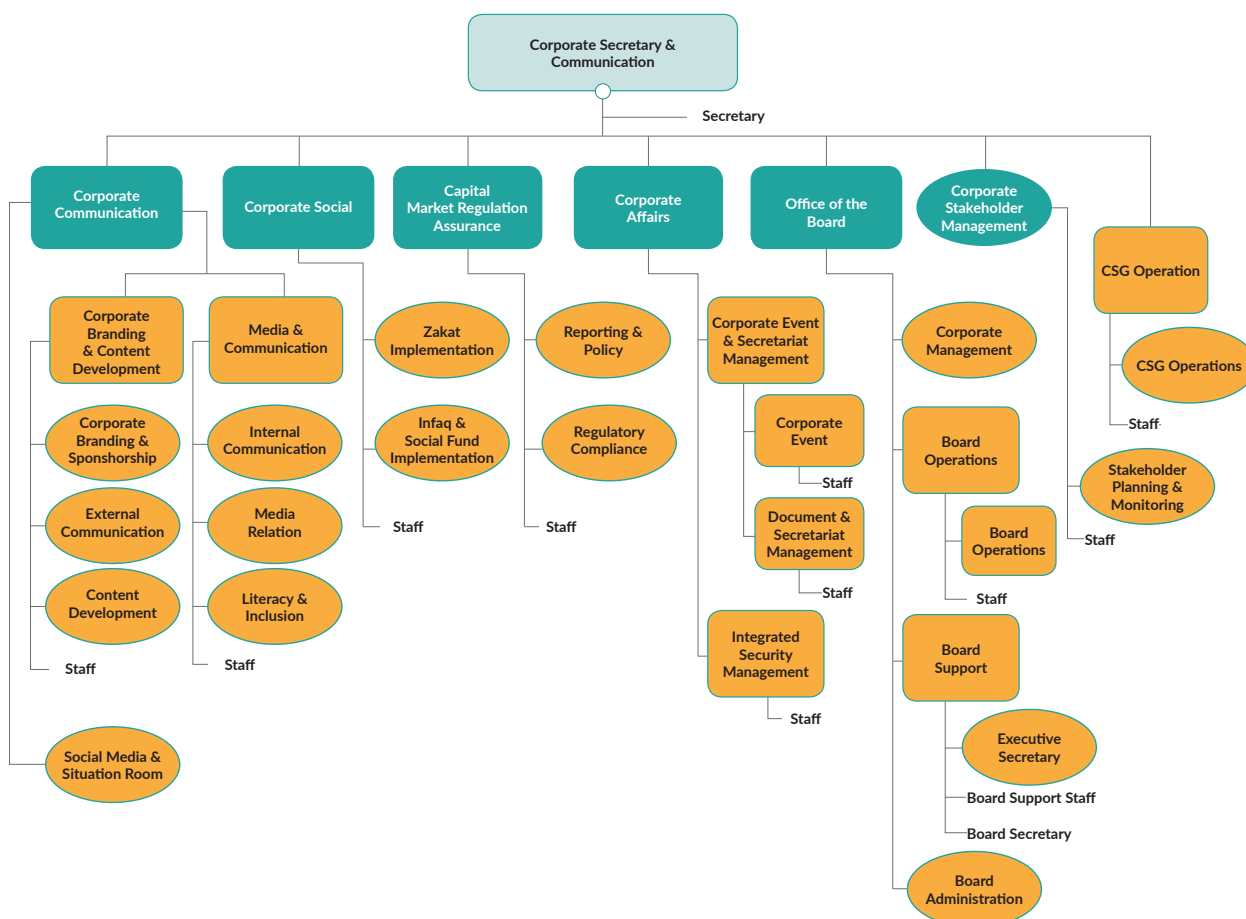 Corporate Secretary &
Communication
Secretary
Corporate
Communication
Corporate Social
Capital
Market Regulation
Assurance
Corporate
Affairs
Office of the
Board
Corporate
Stakeholder
Management
CSG Operation
CSG Operations
Staff
Corporate
Branding
& Content
Development
Media &
Communication
Zakat
Implementation
Reporting &
Policy
Corporate Event
& Secretariat
Management
Corporate
Management
Corporate
Branding &
Sponshorship
Internal
Communication
Infaq &
Social Fund
Implementation
Regulatory
Compliance
Corporate
Event
Staff
Board
Operations
Stakeholder
Planning &
Monitoring
Staff
External
Communication
Media
Relation
Staff
Staff
Document &
Secretariat
Management
Staff
Board
Operations
Staff
Content
Development
Literacy &
Inclusion
Staff
Staff
Integrated
Security
Management
Staff
Board
Support
Social Media &
Situation Room
Executive
Secretary
Board Support Staff
Board Secretary
Board
Administration